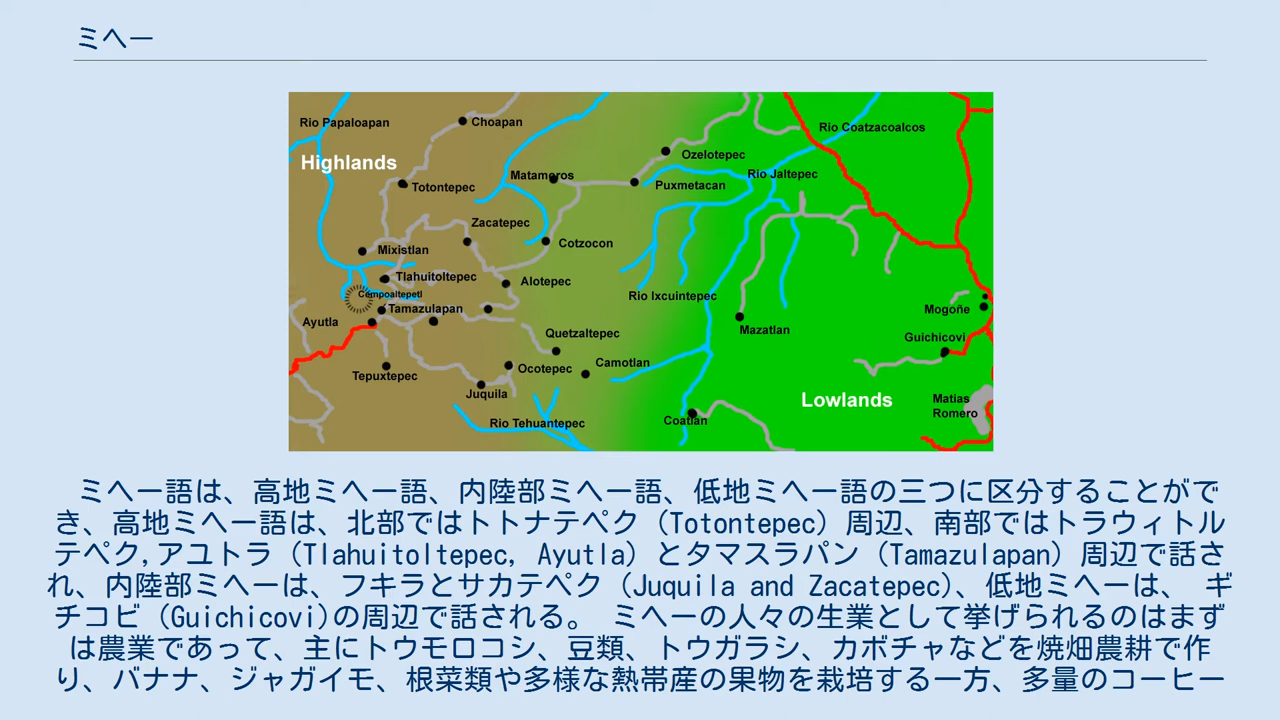 ミヘー
Rio Papaloapan
Choapan
Rio Coatzacoalcos
Highlands
Ozelotepec
Matamoros
Rio Jaltepec
Totontepec
Puxmetacan
Zacatepec
Cotzocon
Mixistlan
Tlahuitoltepec
Alotepec
Cempoaltepetl
Rio Ixcuintepec
Tamazulapan
Mogoñe
Ayutla
Mazatlan
Quetzaltepec
Guichicovi
Camotlan
Ocotepec
Tepuxtepec
Juquila
Lowlands
Matias
Romero
Coatlan
Rio Tehuantepec
ミヘー語は、高地ミヘー語、内陸部ミヘー語、低地ミヘー語の三つに区分することがで
き、高地ミヘー語は、北部ではトトナテペク（Totontepec）周辺、南部ではトラウィトル
テペク,アユトラ（Tlahuitoltepec, Ayutla）とタマスラパン（Tamazulapan）周辺で話さ
れ、内陸部ミヘーは、フキラとサカテペク（Juquila and Zacatepec)、低地ミヘーは、 ギ
チコビ（Guichicovi)の周辺で話される。 ミヘーの人々の生業として挙げられるのはまず
は農業であって、主にトウモロコシ、豆類、トウガラシ、カボチャなどを焼畑農耕で作
り、バナナ、ジャガイモ、根菜類や多様な熱帯産の果物を栽培する一方、多量のコーヒー